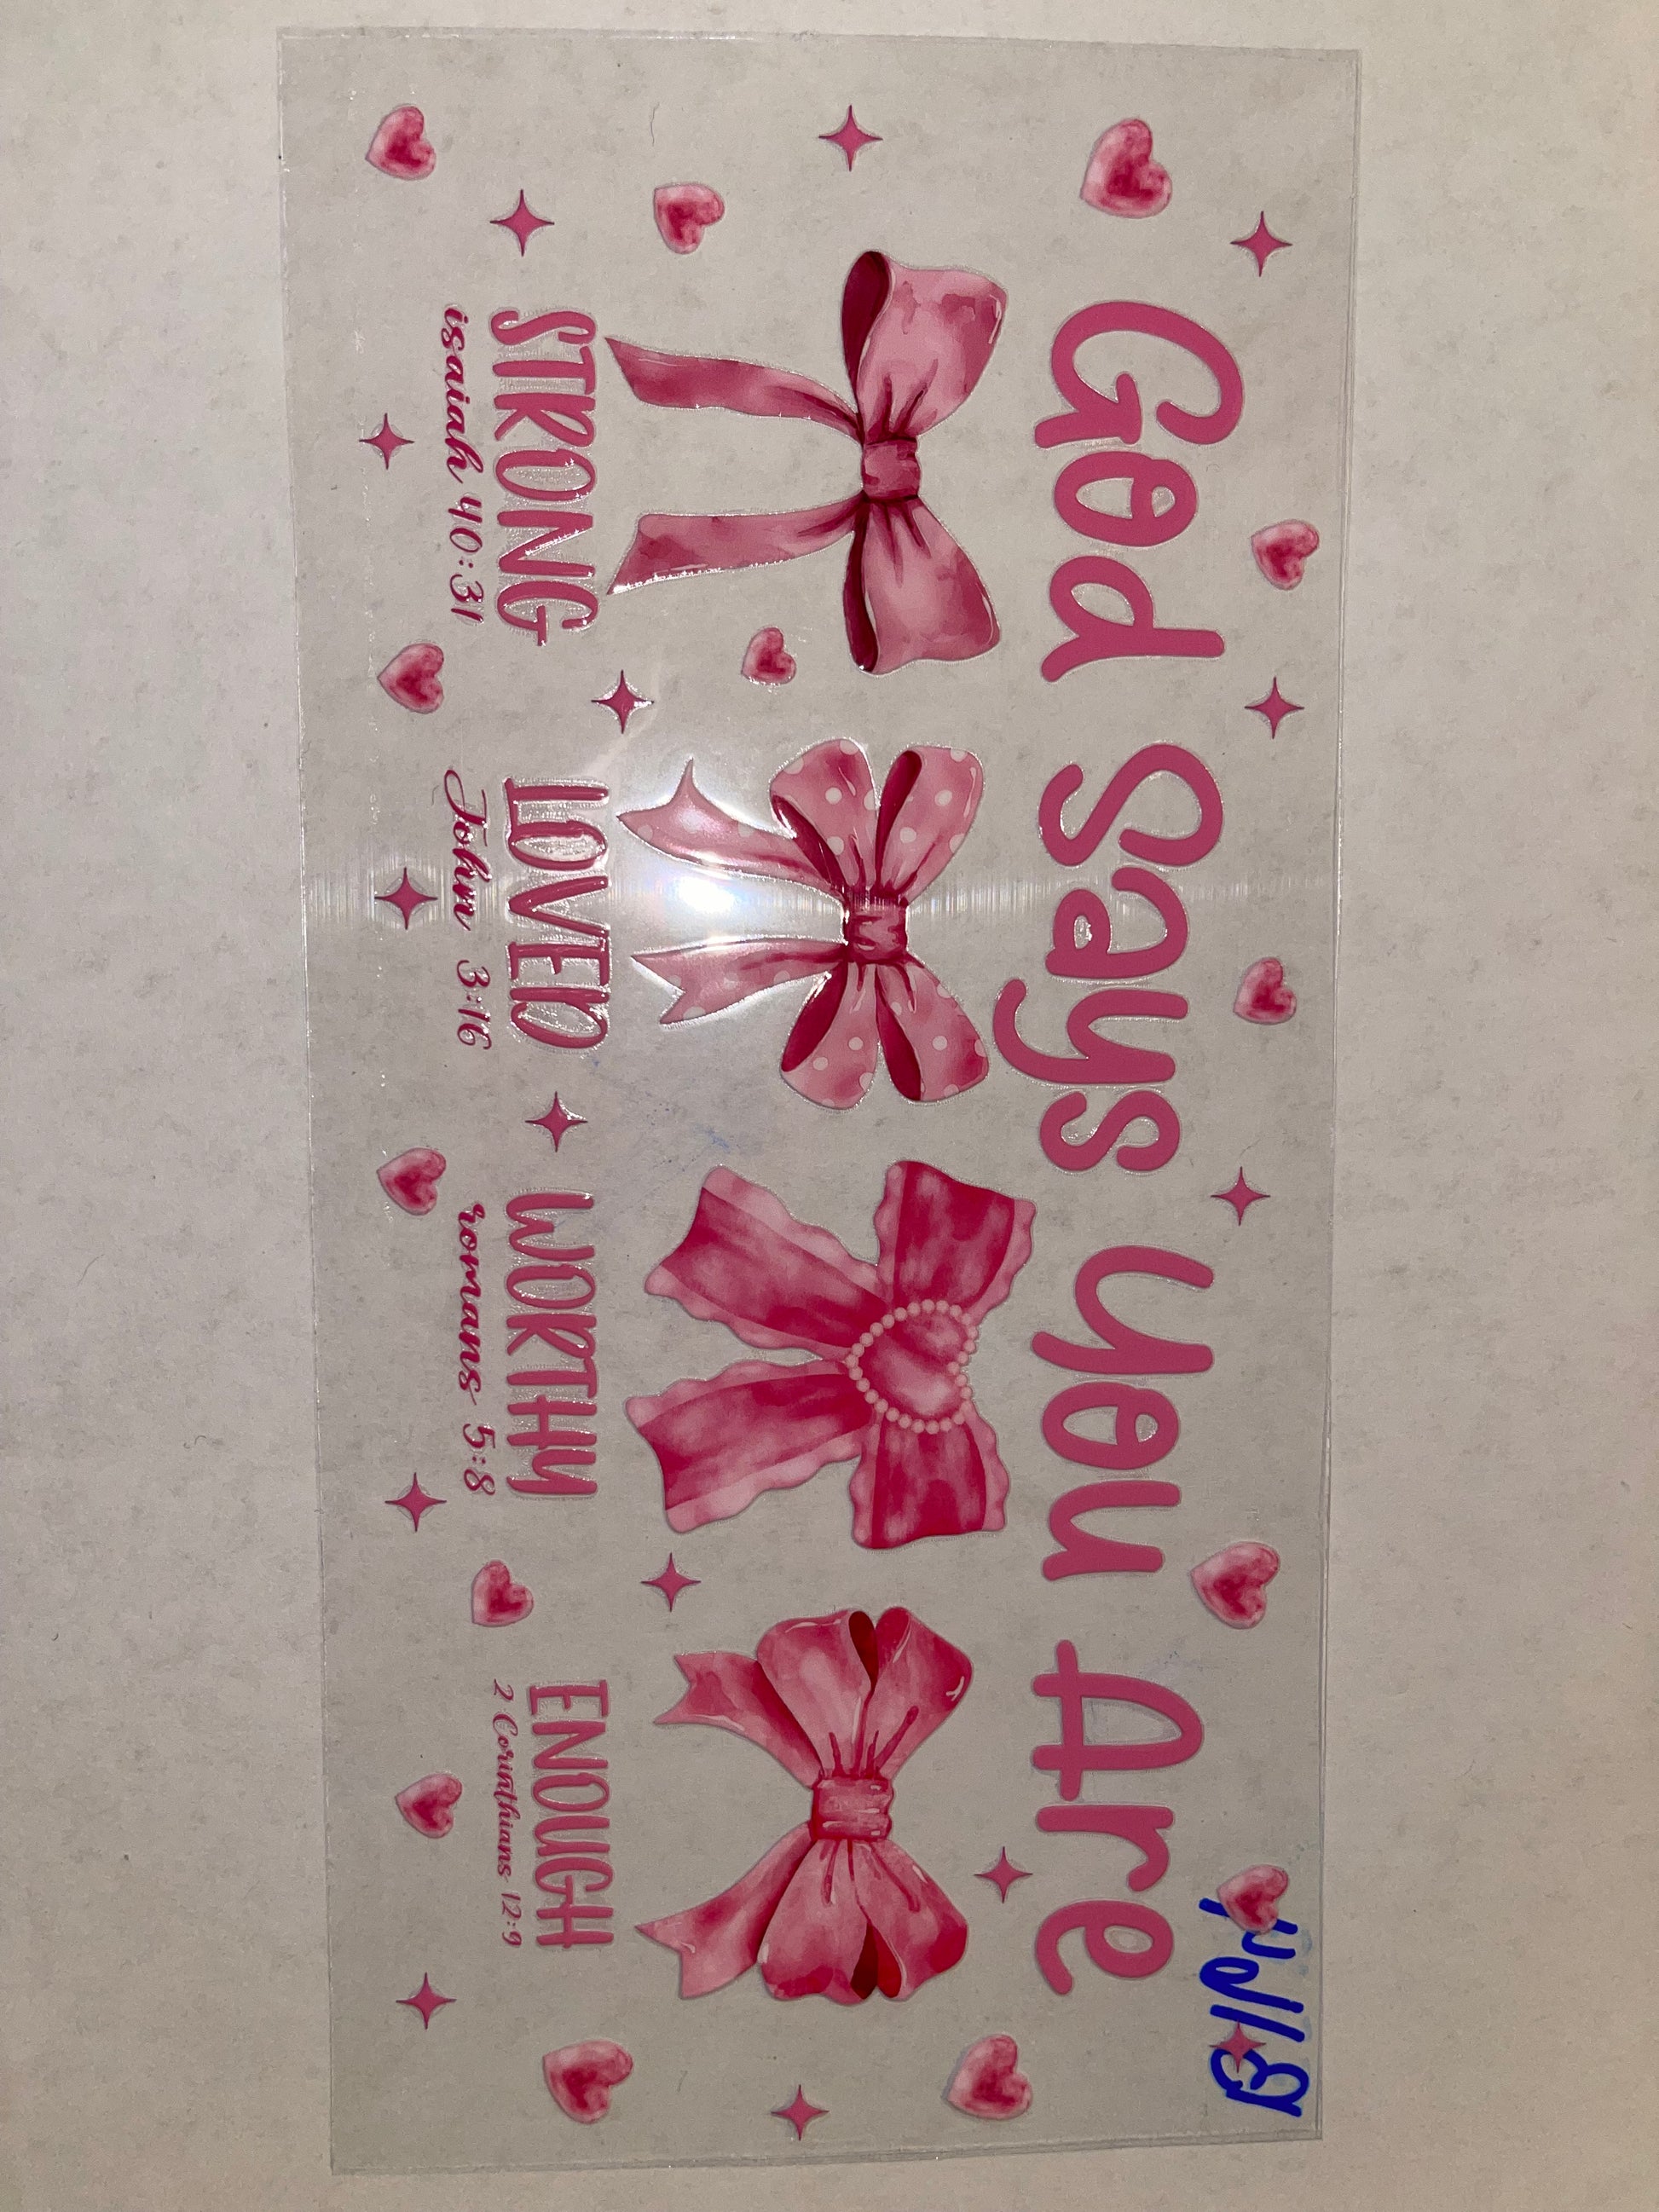 God Says You Are
STRONG LOVED WORTHY ENOUGH
isaiah 40:31 John 3:16 romans 5:8 2 Corinthians 12:9